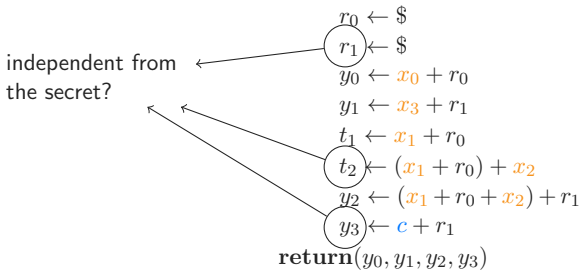 r₀ ← $
r₁ ← $
independent from
the secret?
y₀ ← x₀ + r₀
y₁ ← x₃ + r₁
t₁ ← x₁ + r₀
t₂ ← (x₁ + r₀) + x₂
y₂ ← (x₁ + r₀ + x₂) + r₁
y₃ ← c + r₁
return(y₀, y₁, y₂, y₃)